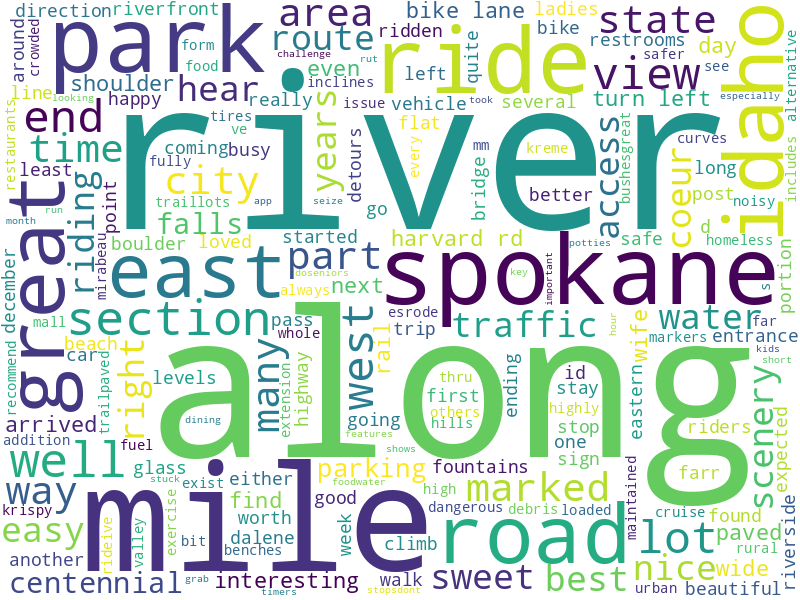 river
along
mile
spokane
park
ride
idaho
great
east
road
section
state
view
area
route
hear
end
time
years
city
falls
riding
well
way
easy
centennial
many
west
part
traffic
water
access
coeur
scenery
marked
lot
nice
sweet
best
right
parking
interesting
direction
riverfront
around
crowded
form
food
shoulder
line
happy
restaurants
looking
even
really
inclines
issue
challenge
rut
bike lane
ladies
ridden
bike
left
vehicle
quite
restrooms
safer
see
day
several
turn left
especially
alternative
tires
ve
coming
busy
fully
least
point
month
run
traillots
app
seize
detours
flat
every
took
mm
kreme
bridge
better
curves
bushesgreat
long
post
includes
noisy
d
homeless
safe
go
harvard rd
boulder
loved
started
mirabeau
doseniors
always
next
pass
whole
esrode
trip
rail
potties
key
important
portion
s
far
markers
entrance
kids
short
hour
wife
eastern
id
stay
stop
one
sign
thru
first
others
hills
ending
highly
riders
expected
farr
recommend
december
mall
beach
car
trailpaved
levels
extension
highway
going
features
shows
dining
arrived
addition
glass
fuel
stuck
krispy
another
exist
either
find
good
foodwater
fountains
high
dangerous
debris
loaded
maintained
cruise
found
paved
rural
wide
urban
beautiful
riverside
valley
rideive
exercise
bit
worth
dalene
benches
grab
timers
week
climb
walk
stopsdont